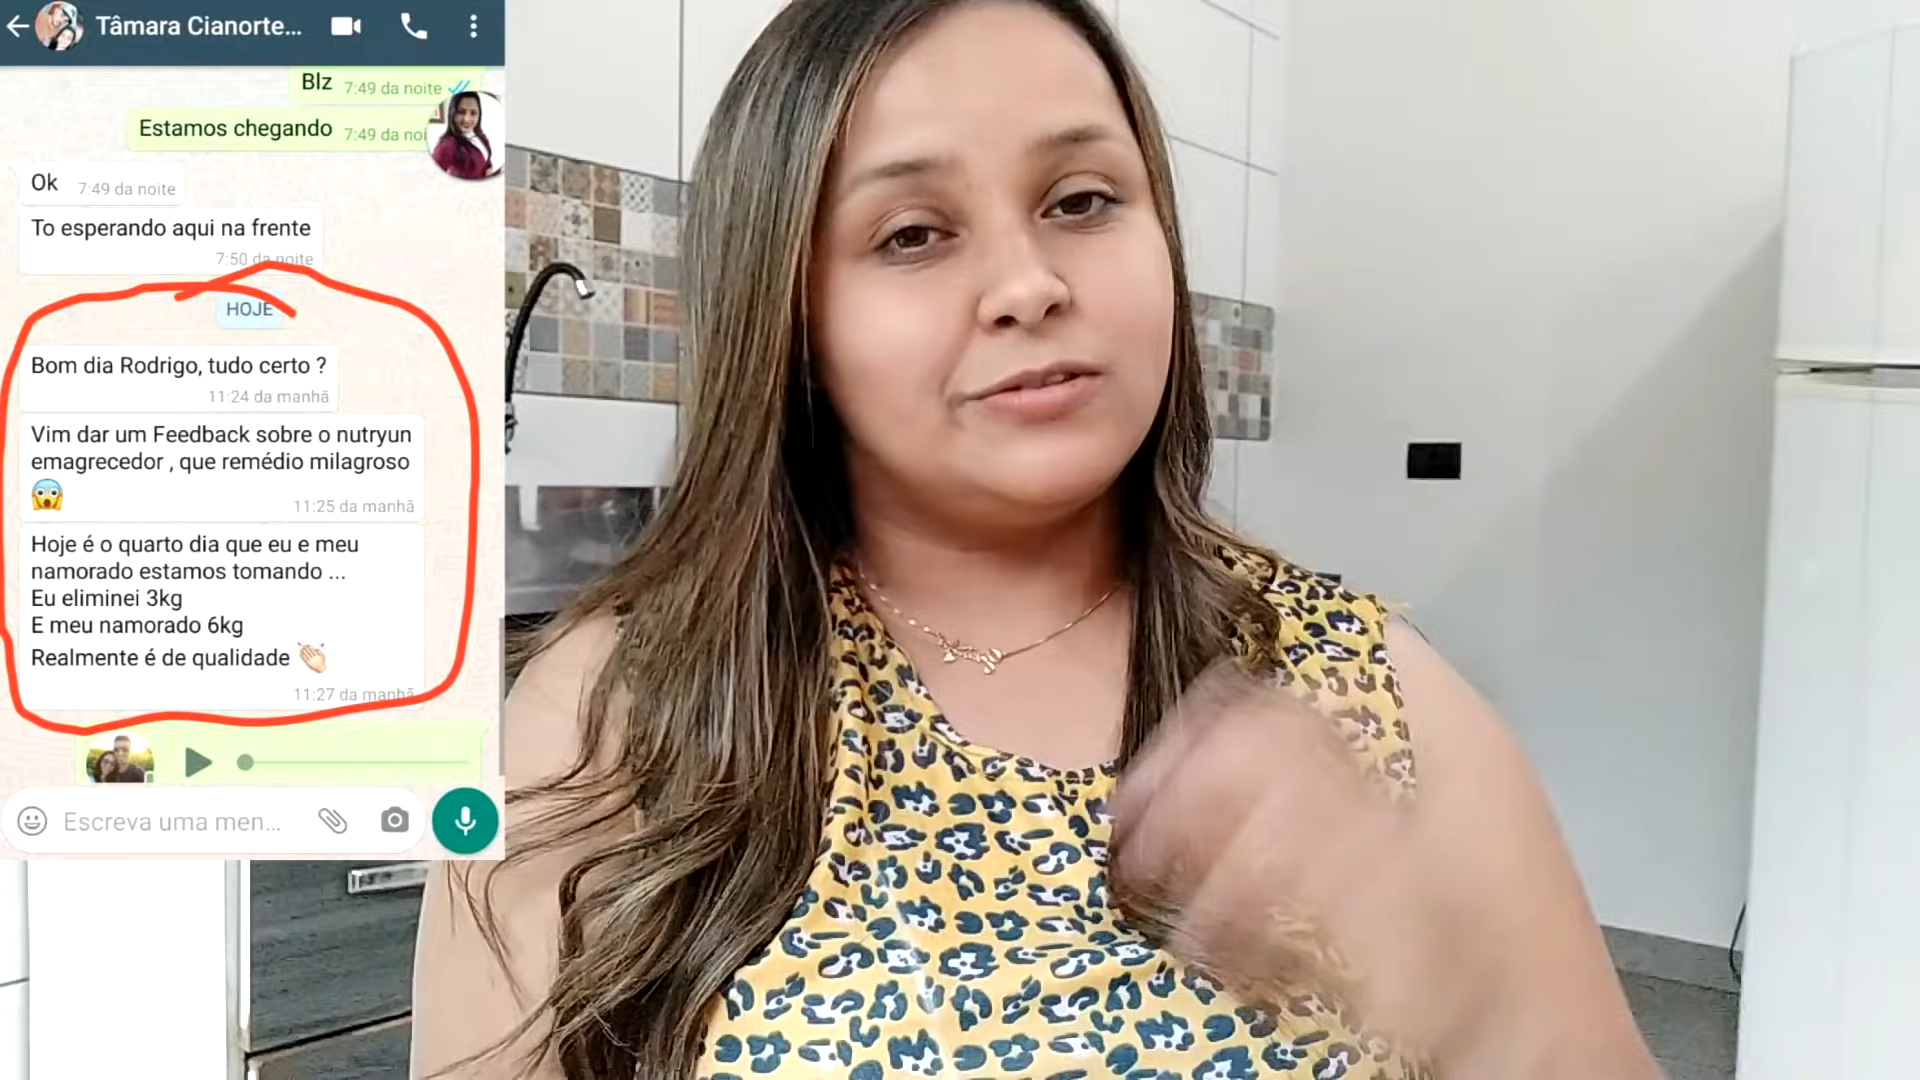 Tâmara Cianorte...
Blz 7:49 da noite
Estamos chegando 7:49 da noi
Ok 7:49 da noite
To esperando aqui na frente
7:50 da noite
HOJE
Bom dia Rodrigo, tudo certo ?
11:24 da manhã
Vim dar um Feedback sobre o nutryun
emagrecedor , que remédio milagroso
😱
11:25 da manhã
Hoje é o quarto dia que eu e meu
namorado estamos tomando ...
Eu eliminei 3kg
E meu namorado 6kg
Realmente é de qualidade 👏🏻
11:27 da manhã
Escreva uma men...